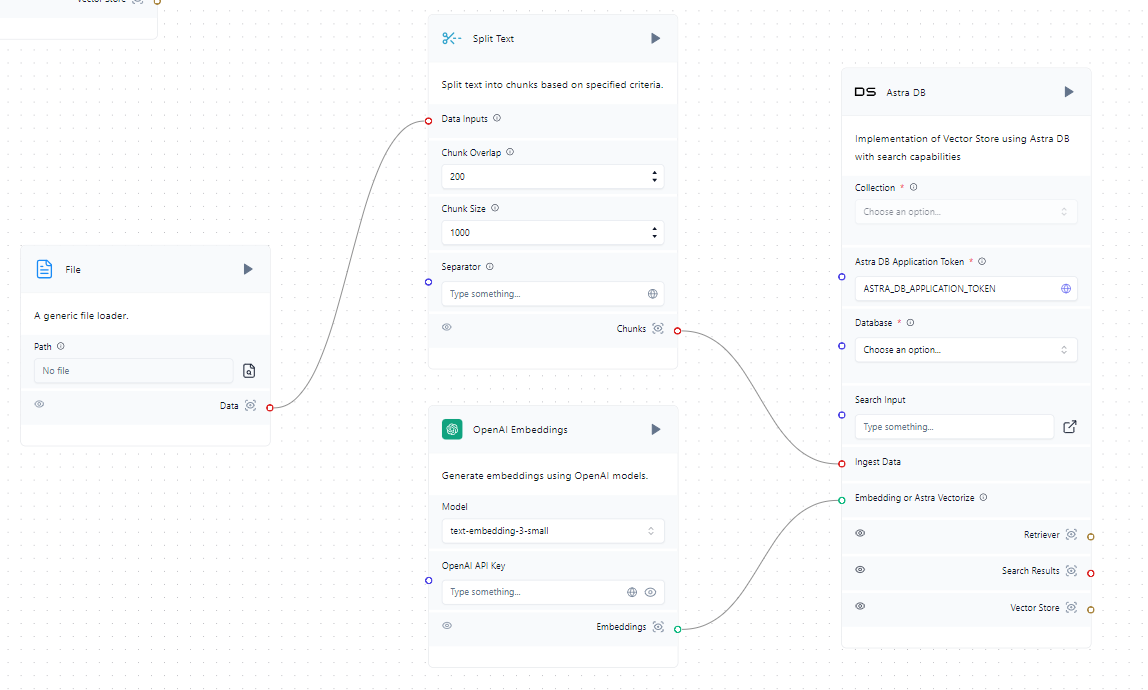 Vector Store
Split Text
Split text into chunks based on specified criteria.
Data Inputs
Chunk Overlap
200
Chunk Size
1000
Separator
Type something...
Chunks
File
A generic file loader.
Path
No file
Data
OpenAI Embeddings
Generate embeddings using OpenAI models.
Model
text-embedding-3-small
OpenAI API Key
Type something...
Embeddings
DS Astra DB
Implementation of Vector Store using Astra DB
with search capabilities
Collection *
Choose an option...
Astra DB Application Token *
ASTRA_DB_APPLICATION_TOKEN
Database *
Choose an option...
Search Input
Type something...
Ingest Data
Embedding or Astra Vectorize
Retriever
Search Results
Vector Store